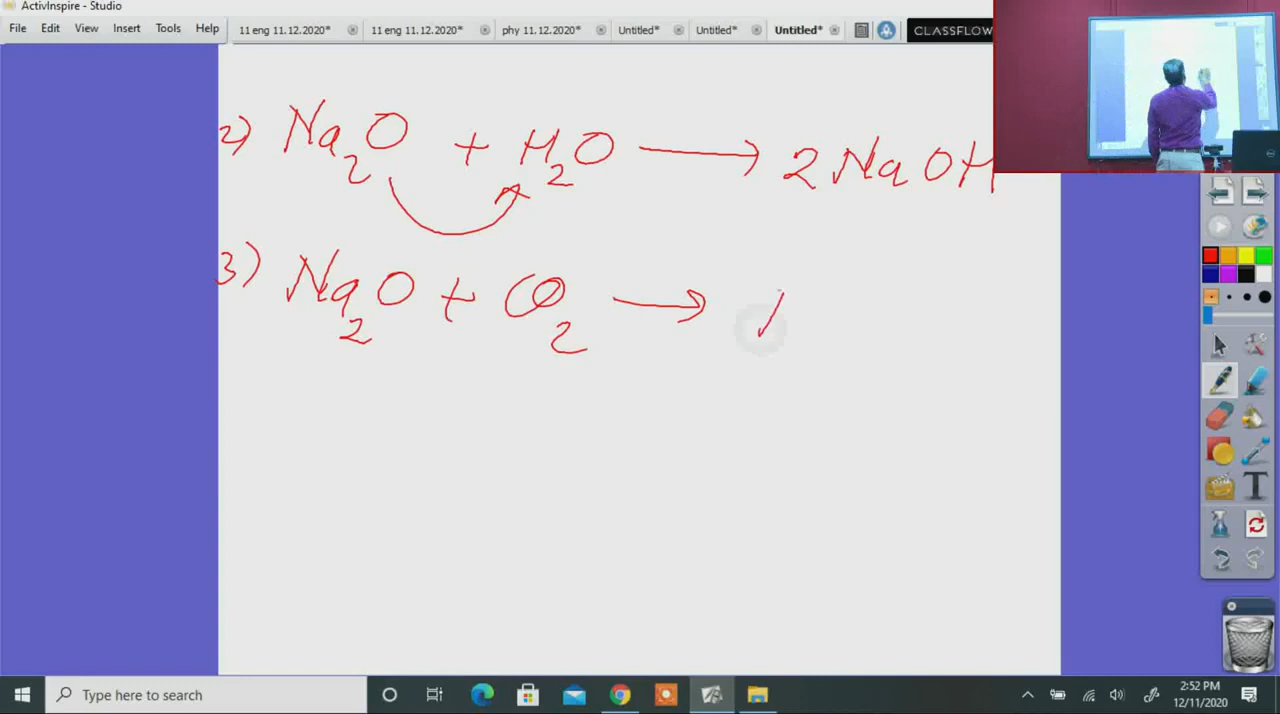 ActivInspire - Studio
File Edit View Insert Tools Help 11 eng 11.12.2020* 11 eng 11.12.2020* phy 11.12.2020* Untitled* Untitled* Untitled* CLASSFLOW
2) Na₂O + H₂O ⟶ 2NaOH
3) Na₂O + CO₂ ⟶
T
Type here to search
2:52 PM
12/11/2020